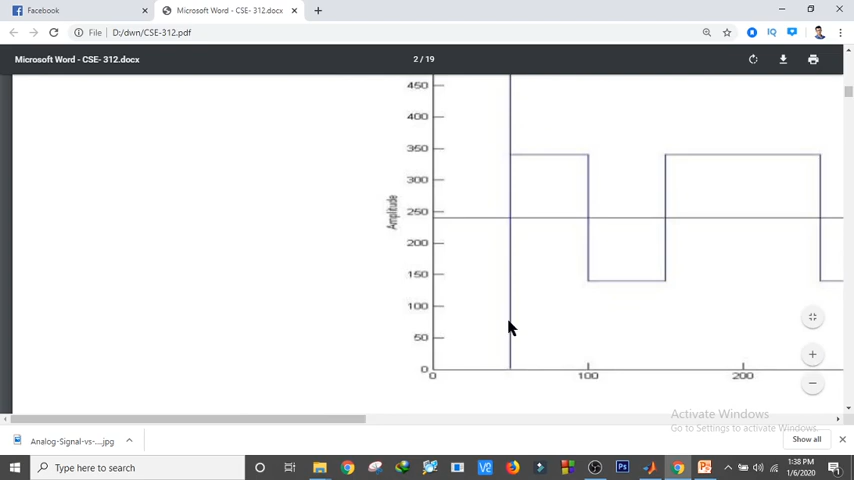 Facebook
Microsoft Word - CSE- 312.docx
File
D:/dwn/CSE-312.pdf
IQ
Microsoft Word - CSE- 312.docx
2 / 19
450
400
350
300
250
200
150
100
50
0
Amplitude
0
100
200
Activate Windows
Go to Settings to activate Windows.
Analog-Signal-vs-....jpg
Show all
Type here to search
Ps
1:38 PM
1/6/2020